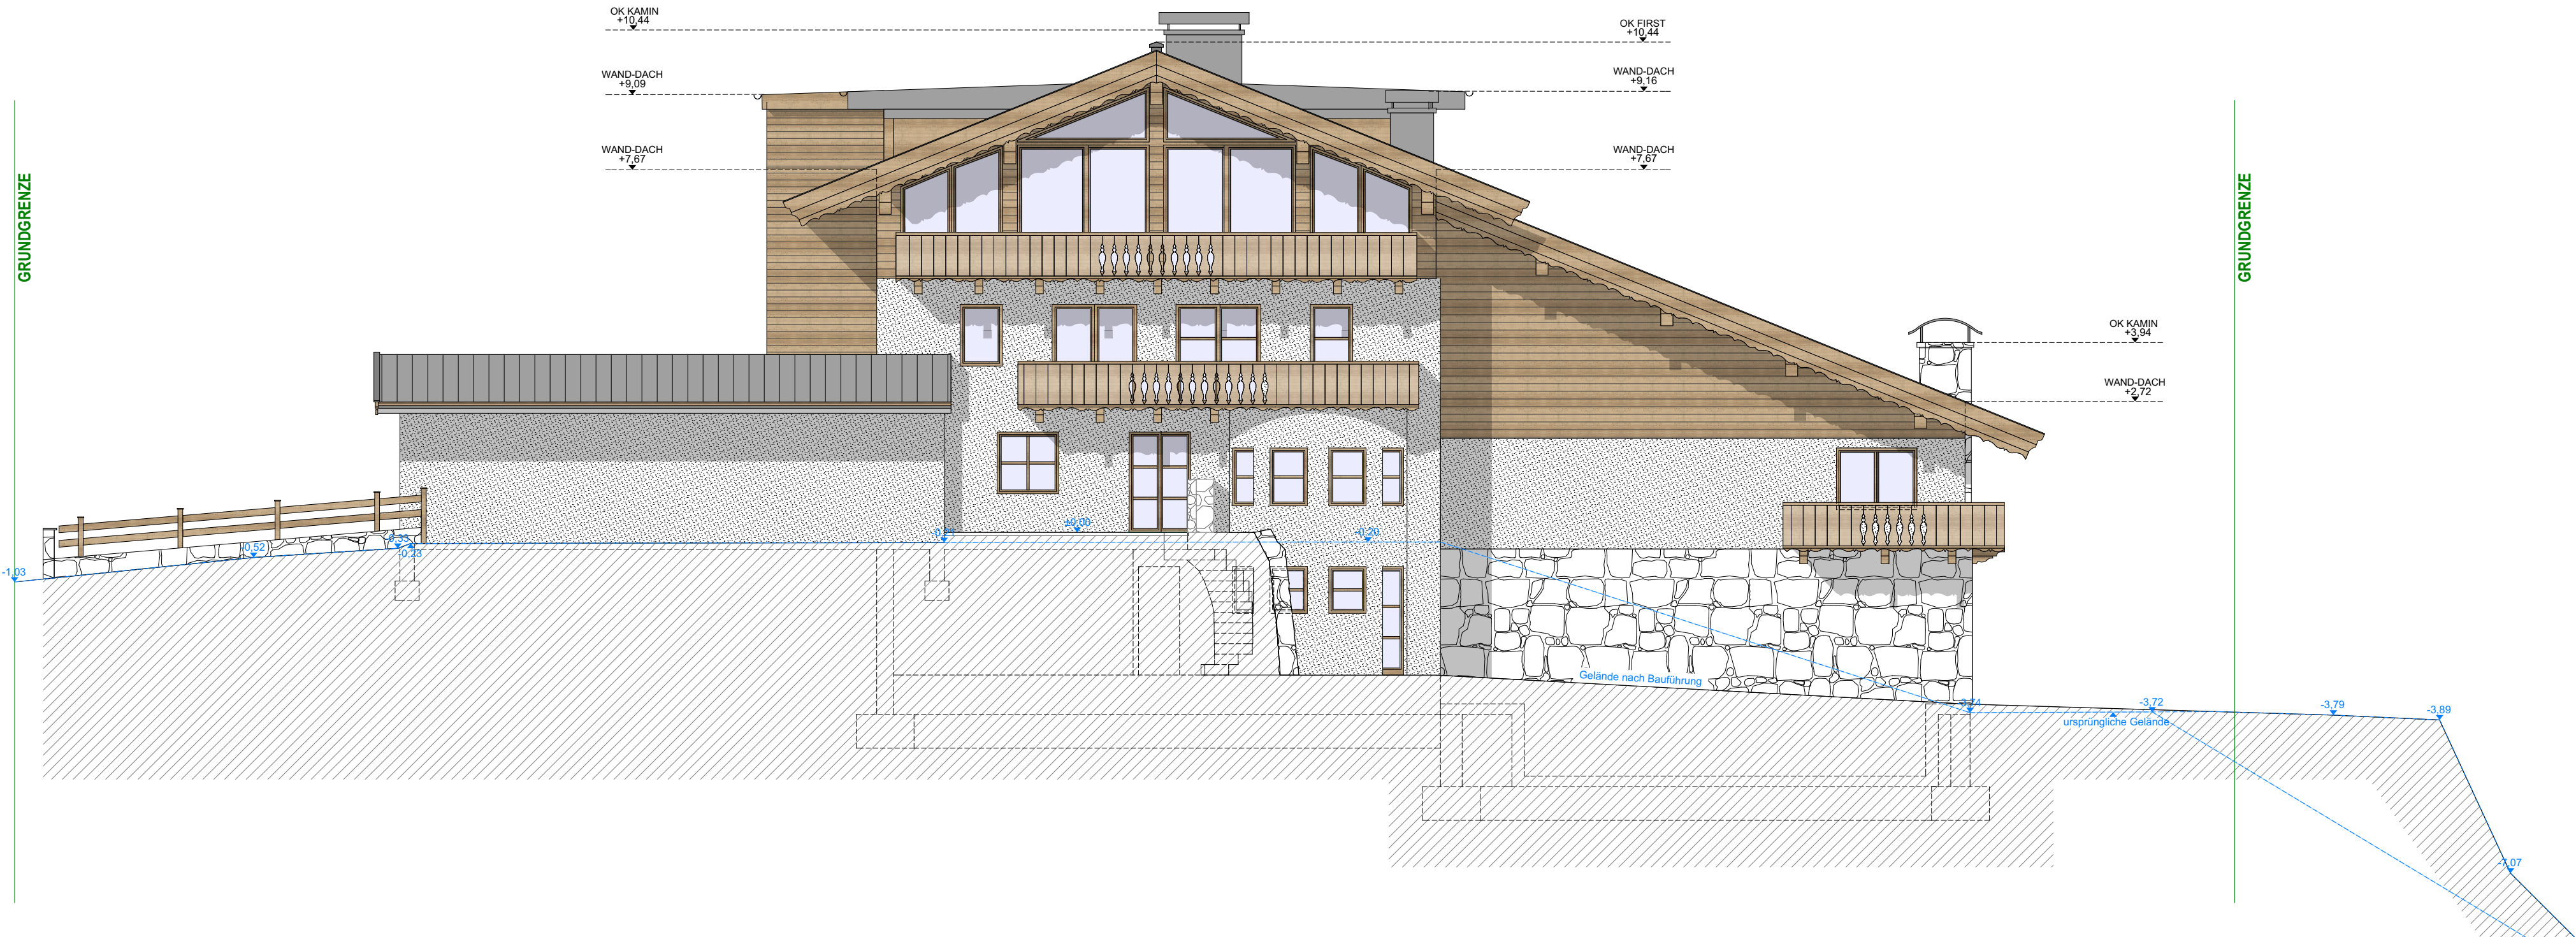 OK KAMIN
+10,44
OK FIRST
+10,44
WAND-DACH
+9,09
WAND-DACH
+9,16
WAND-DACH
+7,67
WAND-DACH
+7,67
GRUNDGRENZE
GRUNDGRENZE
OK KAMIN
+3,94
WAND-DACH
+2,72
±0,00
-0,20
-0,52
-0,23
-1,03
Gelände nach Bauführung
-3,72
-3,79
-3,89
ursprüngliche Gelände
-7,07